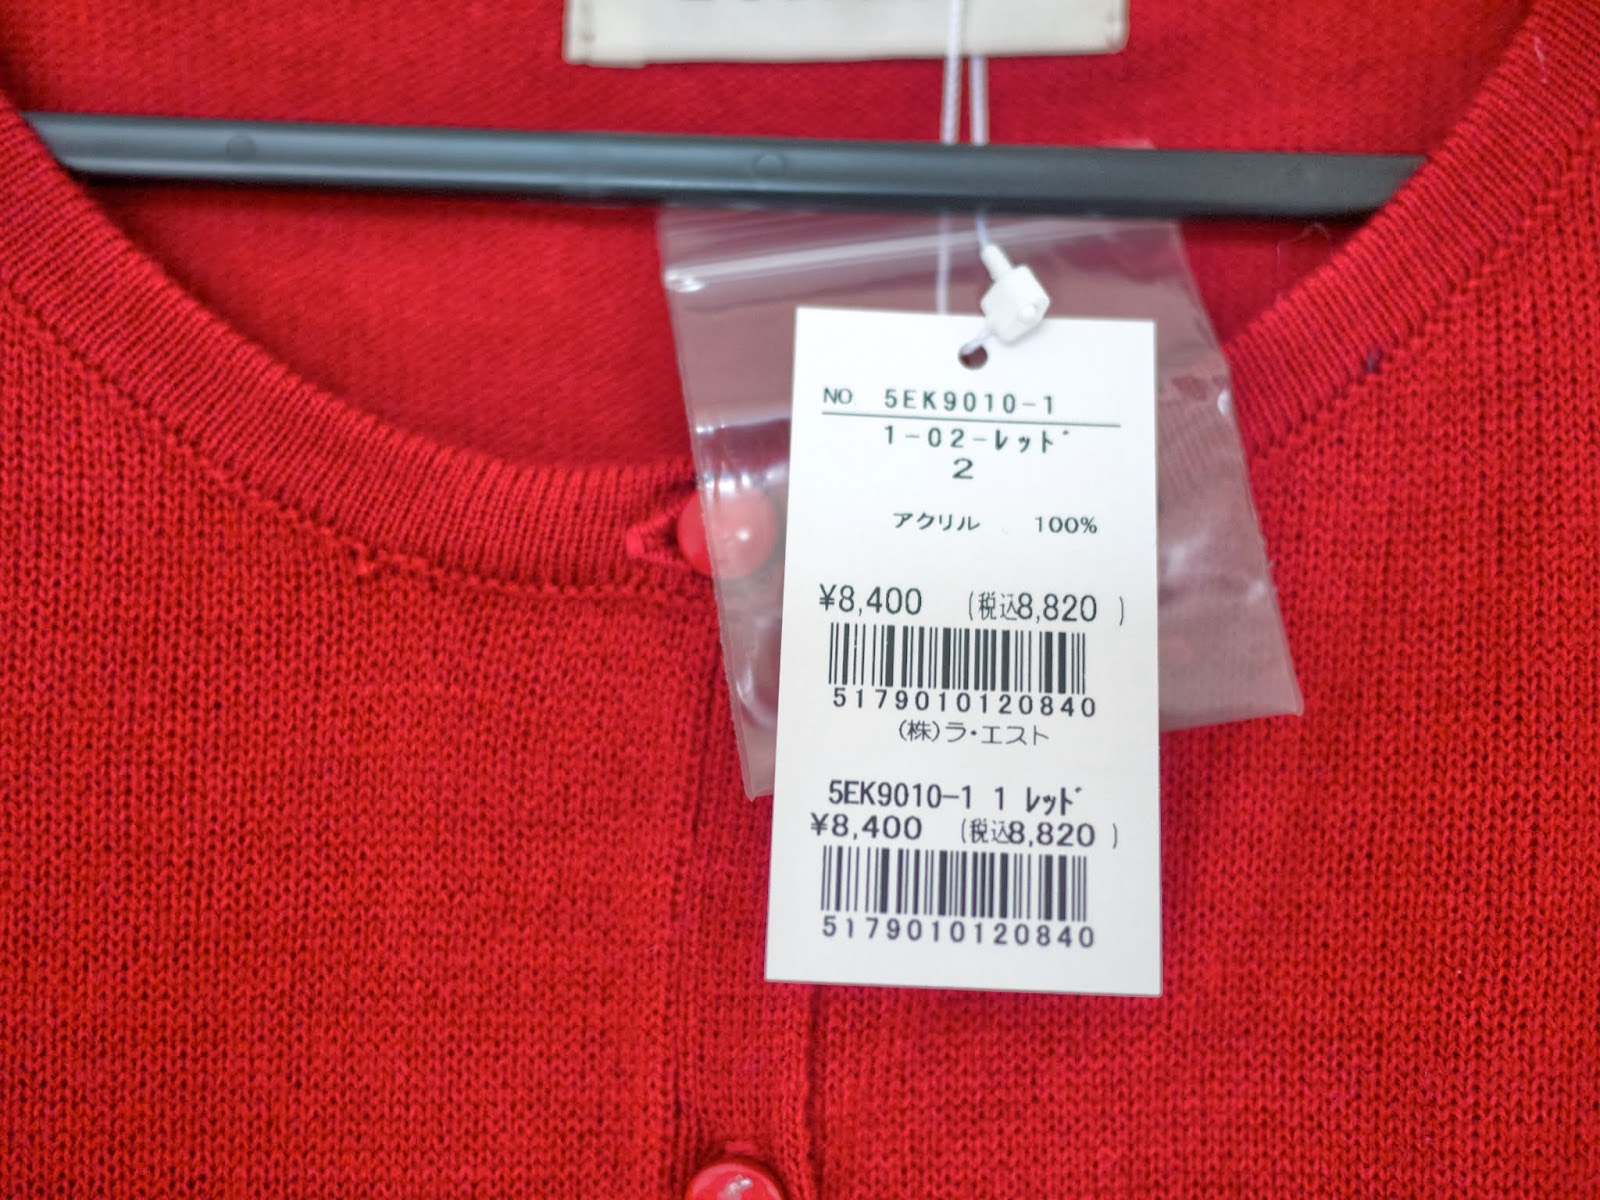 NO. 5EK9010-1
1-02-レッド
2
アクリル 100%
¥8,400 (税込8,820 )
5179010120840
(株)ラ・エスト
5EK9010-1 1 レッド
¥8,400 (税込8,820 )
5179010120840